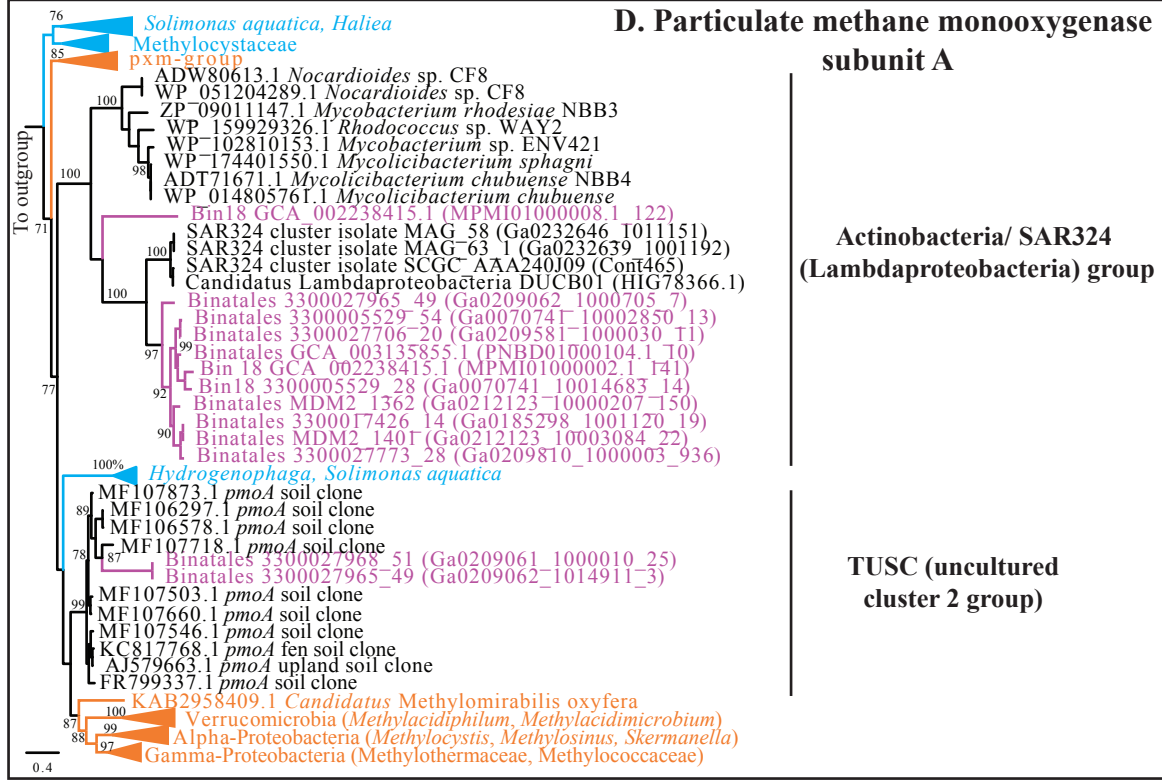 D. Particulate methane monooxygenase
subunit A
76
Solimonas aquatica, Haliea
Methylocystaceae
85
pxm-group
ADW80613.1 Nocardioides sp. CF8
WP_051204289.1 Nocardioides sp. CF8
100
ZP_09011147.1 Mycobacterium rhodesiae NBB3
WP_159929326.1 Rhodococcus sp. WAY2
WP_102810153.1 Mycobacterium sp. ENV421
WP_174401550.1 Mycolicibacterium sphagni
98
ADT71671.1 Mycolicibacterium chubuense NBB4
WP_014805761.1 Mycolicibacterium chubuense
To outgroup
100
71
Bin18 GCA_002238415.1 (MPMI01000008.1_122)
SAR324 cluster isolate MAG_58 (Ga0232646_1011151)
100
SAR324 cluster isolate MAG_63_1 (Ga0232639_1001192)
SAR324 cluster isolate SCGC_AAA240J09 (Cont465)
Candidatus Lambdaproteobacteria DUCB01 (HIG78366.1)
100
Actinobacteria/ SAR324
(Lambdaproteobacteria) group
Binatales 3300027965_49 (Ga0209062_1000705_7)
Binatales 3300005529_54 (Ga0070741_10002850_13)
Binatales 3300027706_20 (Ga0209581_1000030_11)
99
97
Binatales GCA_003135855.1 (PNBD01000104.1_10)
Bin 18 GCA_002238415.1 (MPMI01000002.1_141)
Bin18 3300005529_28 (Ga0070741_10014683_14)
77
92
Binatales MDM2_1362 (Ga0212123_10000207_150)
Binatales 3300017426_14 (Ga0185298_1001120_19)
90
Binatales MDM2_1401 (Ga0212123_10003084_22)
Binatales 3300027773_28 (Ga0209810_1000003_936)
100%
Hydrogenophaga, Solimonas aquatica
MF107873.1 pmoA soil clone
89
MF106297.1 pmoA soil clone
MF106578.1 pmoA soil clone
78
MF107718.1 pmoA soil clone
87
Binatales 3300027968_51 (Ga0209061_1000010_25)
Binatales 3300027965_49 (Ga0209062_1014911_3)
TUSC (uncultured
cluster 2 group)
MF107503.1 pmoA soil clone
99
MF107660.1 pmoA soil clone
MF107546.1 pmoA soil clone
KC817768.1 pmoA fen soil clone
AJ579663.1 pmoA upland soil clone
FR799337.1 pmoA soil clone
KAB2958409.1 Candidatus Methylomirabilis oxyfera
87
100
Verrucomicrobia (Methylacidiphilum, Methylacidimicrobium)
99
88
Alpha-Proteobacteria (Methylocystis, Methylosinus, Skermanella)
97
Gamma-Proteobacteria (Methylothermaceae, Methylococcaceae)
0.4